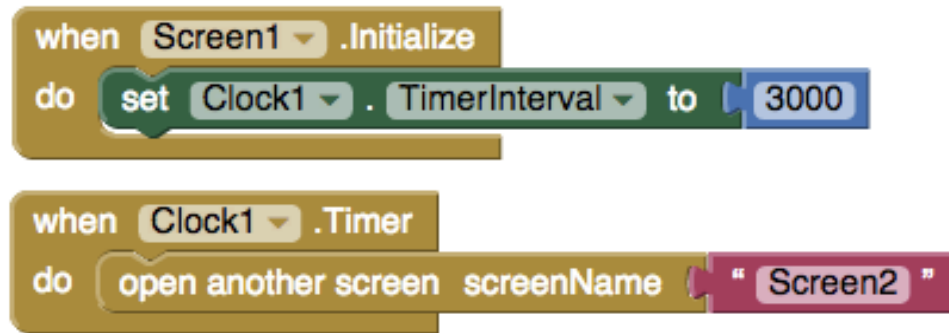 when Screen1 .Initialize
do set Clock1 . TimerInterval to 3000
when Clock1 .Timer
do open another screen screenName " Screen2 "